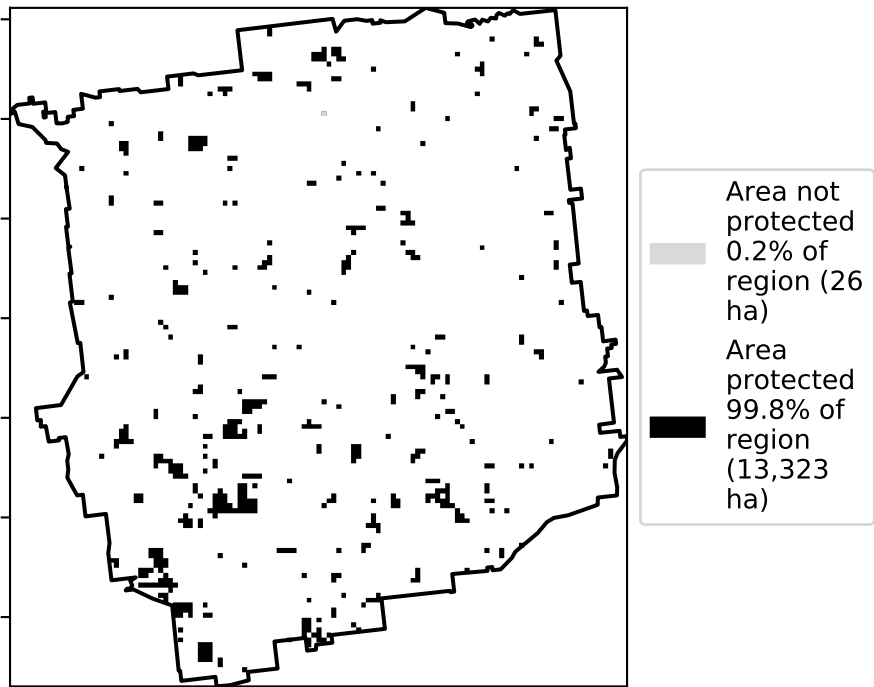 Area not
protected
0.2% of
region (26
ha)
Area
protected
99.8% of
region
(13,323
ha)